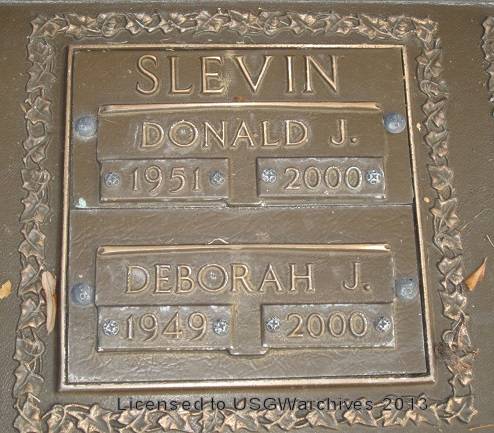 SLEVIN
DONALD J.
1951 2000
DEBORAH J.
1949 2000
Licensed to USGWarchives 2013